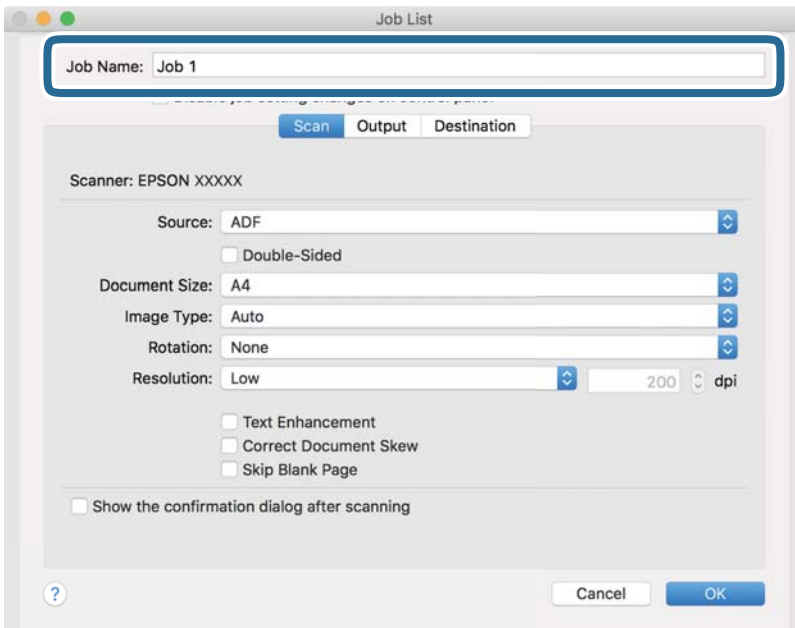 Job List
Job Name: Job 1
Scan Output Destination
Scanner: EPSON XXXXX
Source: ADF
Double-Sided
Document Size: A4
Image Type: Auto
Rotation: None
Resolution: Low 200 dpi
Text Enhancement
Correct Document Skew
Skip Blank Page
Show the confirmation dialog after scanning
? Cancel OK